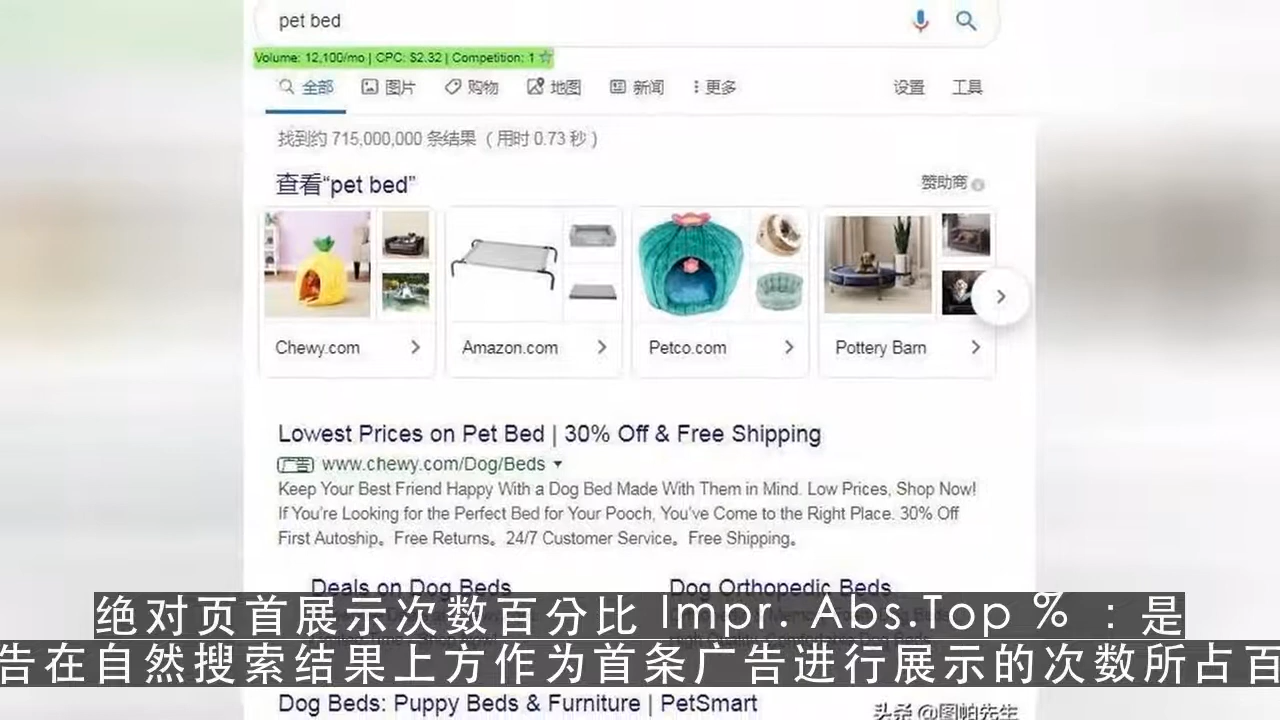 pet bed
Volume: 12,100/mo | CPC: $2.32 | Competition: 1
全部 图片 购物 地图 新闻 更多 设置 工具
找到约 715,000,000 条结果 （用时 0.73 秒）
查看“pet bed” 赞助商
Chewy.com Amazon.com Petco.com Pottery Barn
Lowest Prices on Pet Bed | 30% Off & Free Shipping
广告 www.chewy.com/Dog/Beds
Keep Your Best Friend Happy With a Dog Bed Made With Them in Mind. Low Prices, Shop Now!
If You're Looking for the Perfect Bed for Your Pooch, You've Come to the Right Place. 30% Off
First Autoship。Free Returns。24/7 Customer Service。Free Shipping。
Deals on Dog Beds Dog Orthopedic Beds
绝对页首展示次数百分比 Impr. Abs.Top % ：是
告在自然搜索结果上方作为首条广告进行展示的次数所占百
Dog Beds: Puppy Beds & Furniture | PetSmart
头条 @图帕先生